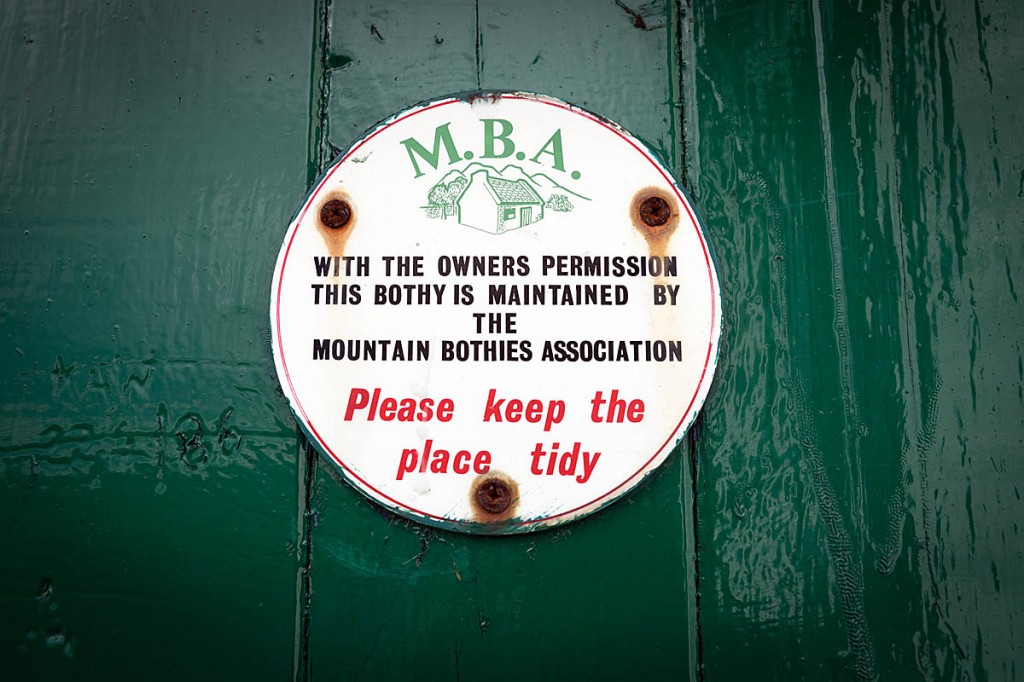 M.B.A.
WITH THE OWNERS PERMISSION
THIS BOTHY IS MAINTAINED BY
THE
MOUNTAIN BOTHIES ASSOCIATION
Please keep the
place tidy